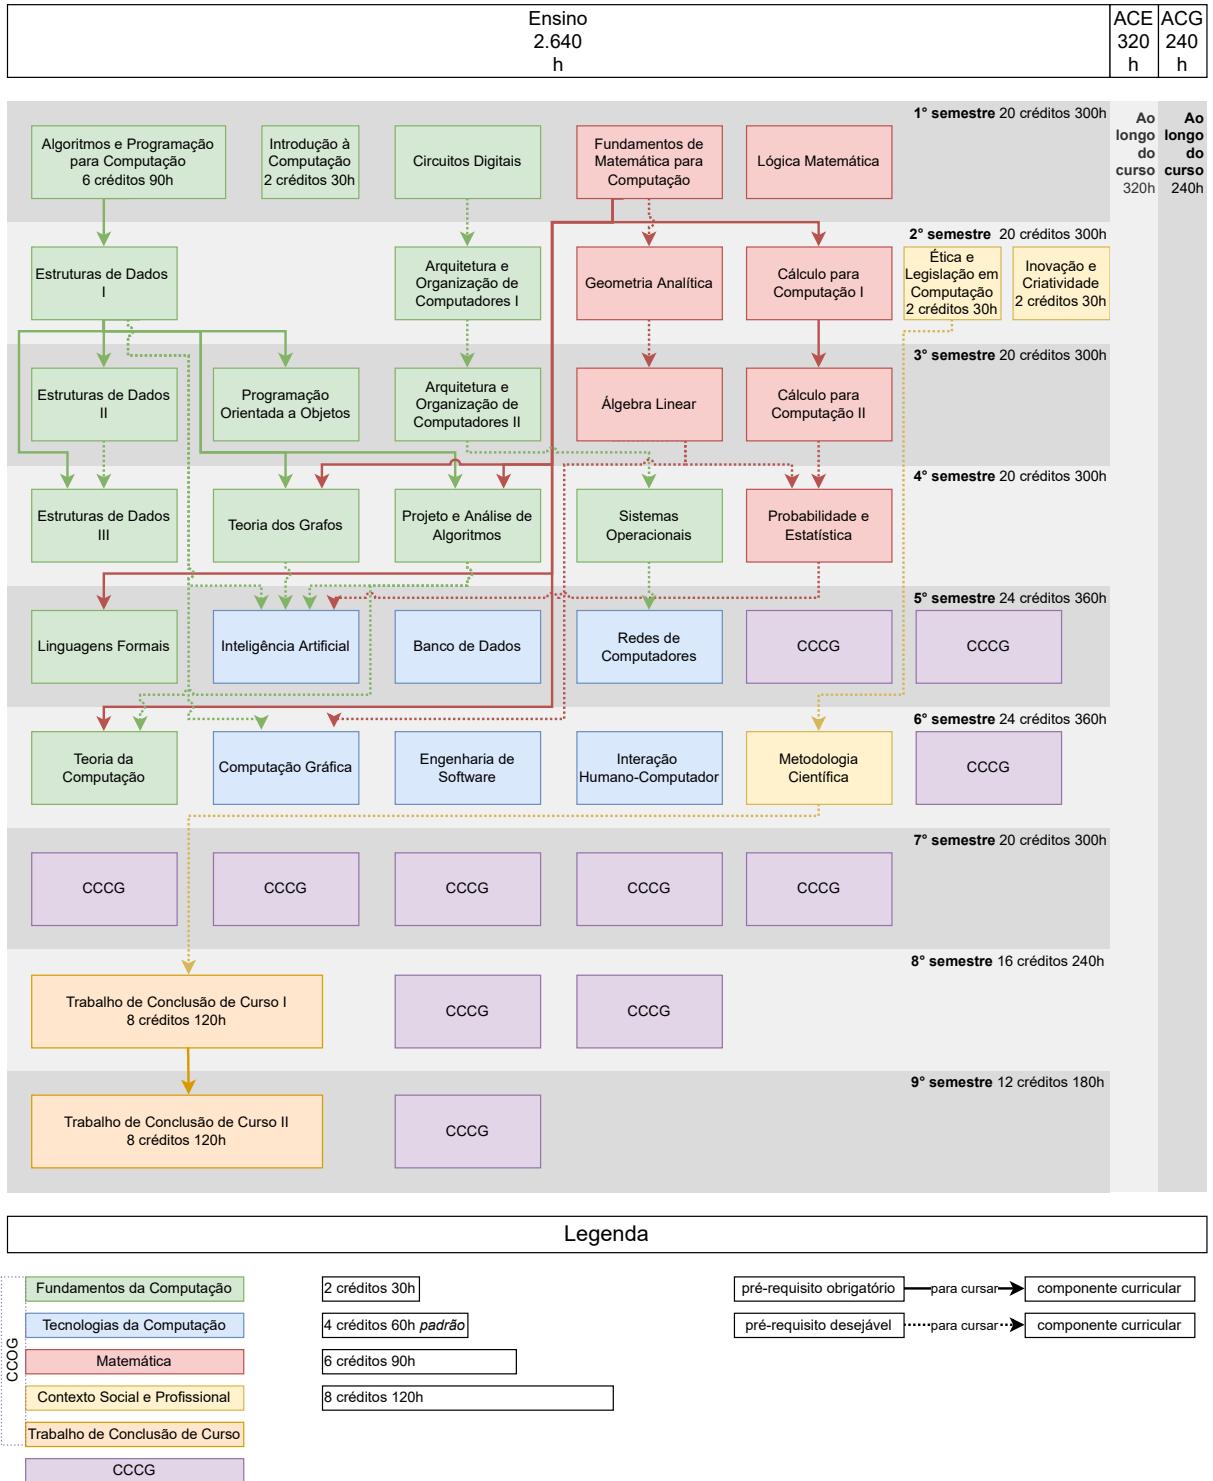 Ensino
2.640
h
ACE
320
h
ACG
240
h
1° semestre 20 créditos 300h
Ao
longo
do
curso
320h
Ao
longo
do
curso
240h
Algoritmos e Programação
para Computação
6 créditos 90h
Introdução à
Computação
2 créditos 30h
Circuitos Digitais
Fundamentos de
Matemática para
Computação
Lógica Matemática
2° semestre 20 créditos 300h
Estruturas de Dados
I
Arquitetura e
Organização de
Computadores I
Geometria Analítica
Cálculo para
Computação I
Ética e
Legislação em
Computação
2 créditos 30h
Inovação e
Criatividade
2 créditos 30h
3° semestre 20 créditos 300h
Estruturas de Dados
II
Programação
Orientada a Objetos
Arquitetura e
Organização de
Computadores II
Álgebra Linear
Cálculo para
Computação II
4° semestre 20 créditos 300h
Estruturas de Dados
III
Teoria dos Grafos
Projeto e Análise de
Algoritmos
Sistemas
Operacionais
Probabilidade e
Estatística
5° semestre 24 créditos 360h
Linguagens Formais
Inteligência Artificial
Banco de Dados
Redes de
Computadores
CCCG
CCCG
6° semestre 24 créditos 360h
Teoria da
Computação
Computação Gráfica
Engenharia de
Software
Interação
Humano-Computador
Metodologia
Científica
CCCG
7° semestre 20 créditos 300h
CCCG
CCCG
CCCG
CCCG
CCCG
8° semestre 16 créditos 240h
Trabalho de Conclusão de Curso I
8 créditos 120h
CCCG
CCCG
9° semestre 12 créditos 180h
Trabalho de Conclusão de Curso II
8 créditos 120h
CCCG
Legenda
CCOG
Fundamentos da Computação
Tecnologias da Computação
Matemática
Contexto Social e Profissional
Trabalho de Conclusão de Curso
CCCG
2 créditos 30h
4 créditos 60h padrão
6 créditos 90h
8 créditos 120h
pré-requisito obrigatório para cursar componente curricular
pré-requisito desejável para cursar componente curricular